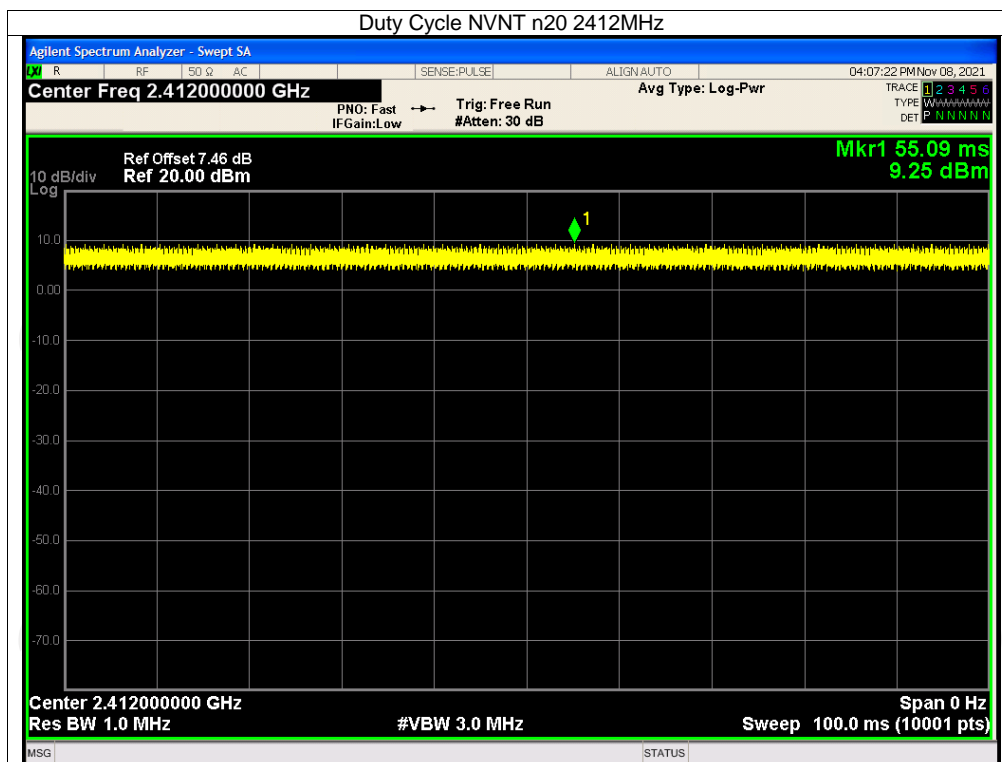 Duty Cycle NVNT n20 2412MHz
Agilent Spectrum Analyzer - Swept SA
LXI R RF 50 Ω AC SENSE:PULSE ALIGN AUTO 04:07:22 PM Nov 08, 2021
Center Freq 2.412000000 GHz
PNO: Fast
IFGain:Low
Trig: Free Run
#Atten: 30 dB
Avg Type: Log-Pwr
TRACE 1 2 3 4 5 6
TYPE W
DET P N N N N N
Mkr1 55.09 ms
9.25 dBm
Ref Offset 7.46 dB
10 dB/div Ref 20.00 dBm
Log
1
10.0
0.00
-10.0
-20.0
-30.0
-40.0
-50.0
-60.0
-70.0
Center 2.412000000 GHz Span 0 Hz
Res BW 1.0 MHz #VBW 3.0 MHz Sweep 100.0 ms (10001 pts)
MSG STATUS